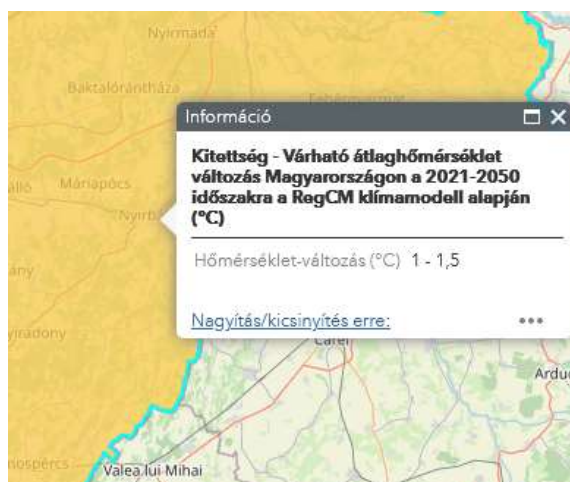 Nyírmada
Baktalórántháza
Információ
Kitettség - Várható átlaghőmérséklet
változás Magyarországon a 2021-2050
időszakra a RegCM klímamodell alapján
(°C)
Máriapócs
Hőmérséklet-változás (°C) 1 - 1,5
Nagyítás/kicsinyítés erre:
Carei
Valea lui Mihai